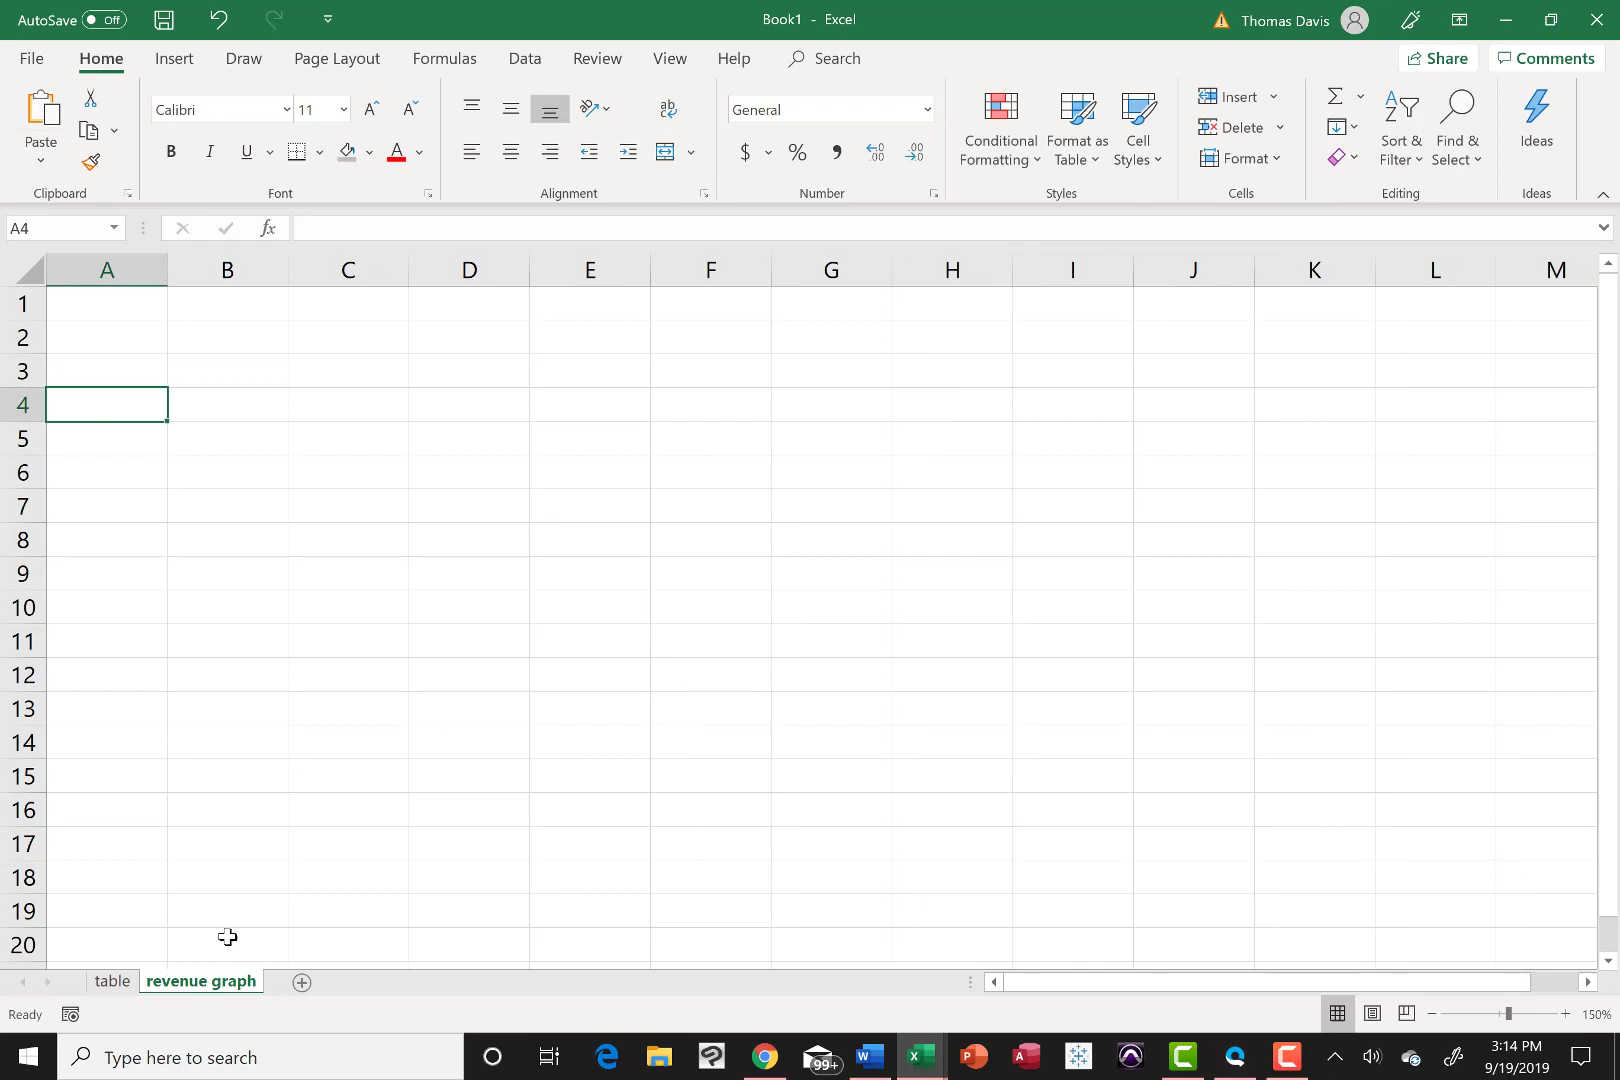 AutoSave Off
Book1 - Excel
Thomas Davis
File Home Insert Draw Page Layout Formulas Data Review View Help Search
Share Comments
Paste
Calibri 11
B I U
ab
General
$ % ,
Conditional Formatting
Format as Table
Cell Styles
Insert
Delete
Format
Sort & Filter
Find & Select
Ideas
Clipboard Font Alignment Number Styles Cells Editing Ideas
A4
fx
A B C D E F G H I J K L M
1
2
3
4
5
6
7
8
9
10
11
12
13
14
15
16
17
18
19
20
table revenue graph
Ready
150%
Type here to search
99+
3:14 PM
9/19/2019